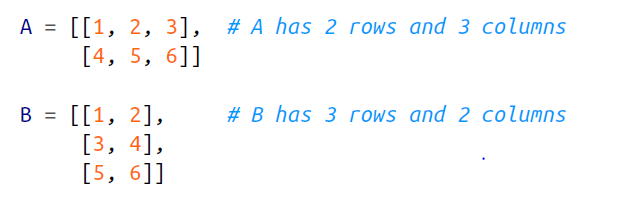 A = [[1, 2, 3],  # A has 2 rows and 3 columns
     [4, 5, 6]]
B = [[1, 2],     # B has 3 rows and 2 columns
     [3, 4],
     [5, 6]]